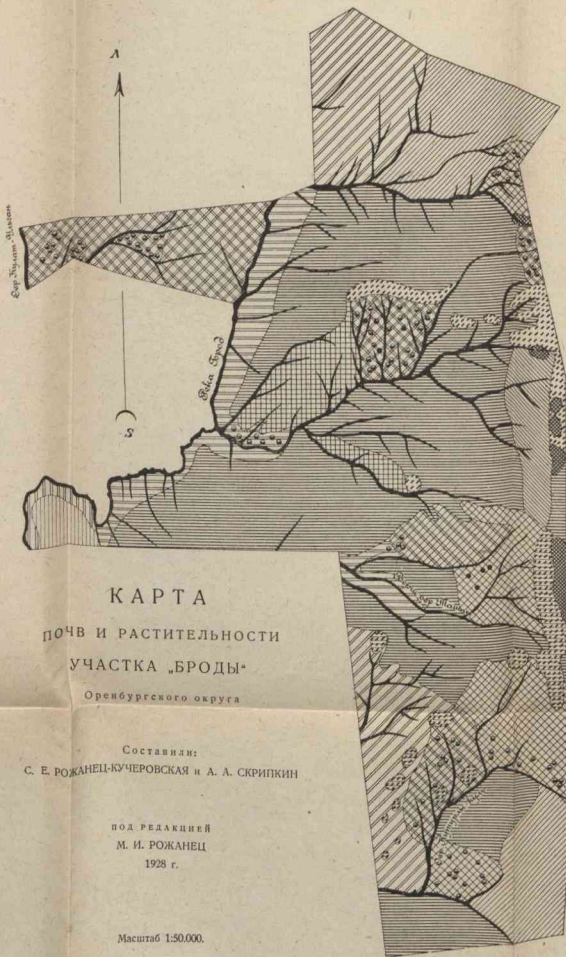 КАРТА
ПОЧВ И РАСТИТЕЛЬНОСТИ
УЧАСТКА „БРОДЫ“
Оренбургского округа
Составили:
С. Е. РОЖАНЕЦ-КУЧЕРОВСКАЯ и А. А. СКРИПКИН
ПОД РЕДАКЦИЕЙ
М. И. РОЖАНЕЦ
1928 г.
Масштаб 1:50.000.
S
Река